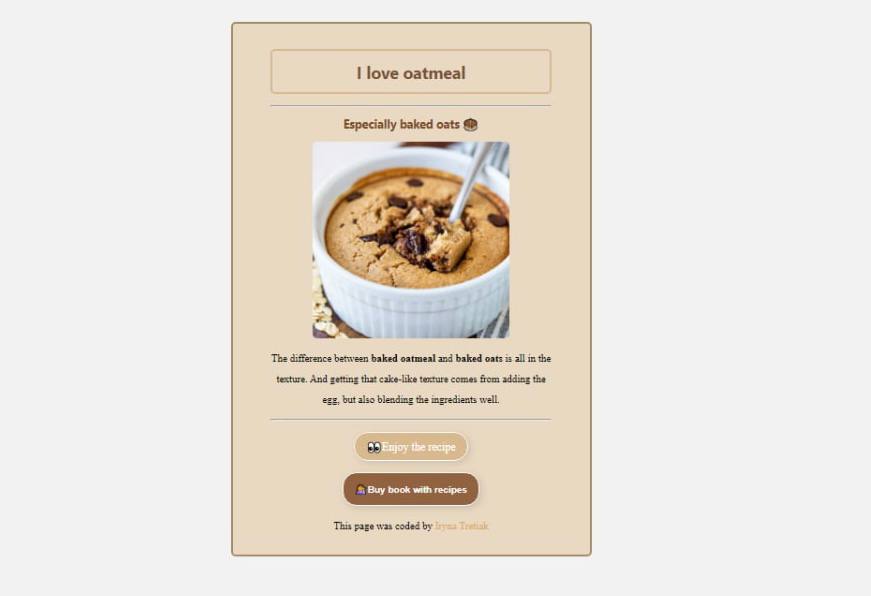 I love oatmeal
Especially baked oats
The difference between baked oatmeal and baked oats is all in the
texture. And getting that cake-like texture comes from adding the
egg, but also blending the ingredients well.
Enjoy the recipe
Buy book with recipes
This page was coded by Iryna Tretiak